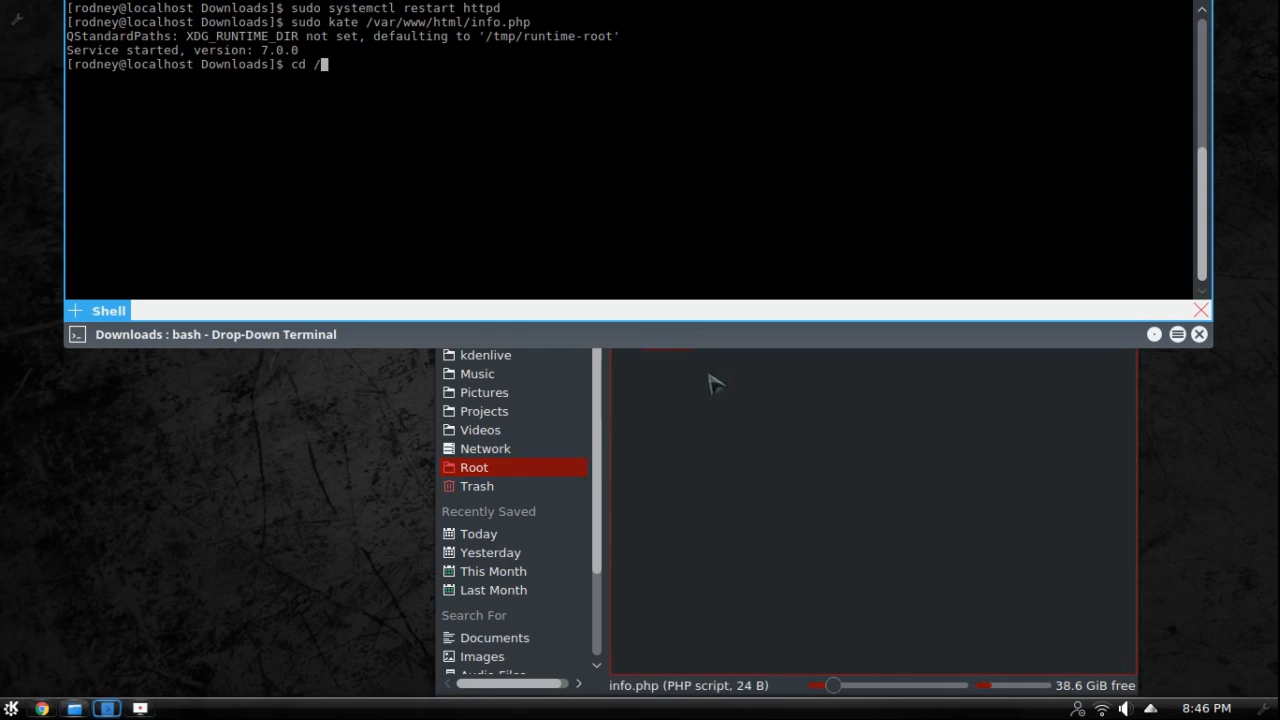 [rodney@localhost Downloads]$ sudo systemctl restart httpd
[rodney@localhost Downloads]$ sudo kate /var/www/html/info.php
QStandardPaths: XDG_RUNTIME_DIR not set, defaulting to '/tmp/runtime-root'
Service started, version: 7.0.0
[rodney@localhost Downloads]$ cd /
Shell
Downloads : bash - Drop-Down Terminal
kdenlive
Music
Pictures
Projects
Videos
Network
Root
Trash
Recently Saved
Today
Yesterday
This Month
Last Month
Search For
Documents
Images
Audio Files
info.php (PHP script, 24 B)
38.6 GiB free
8:46 PM